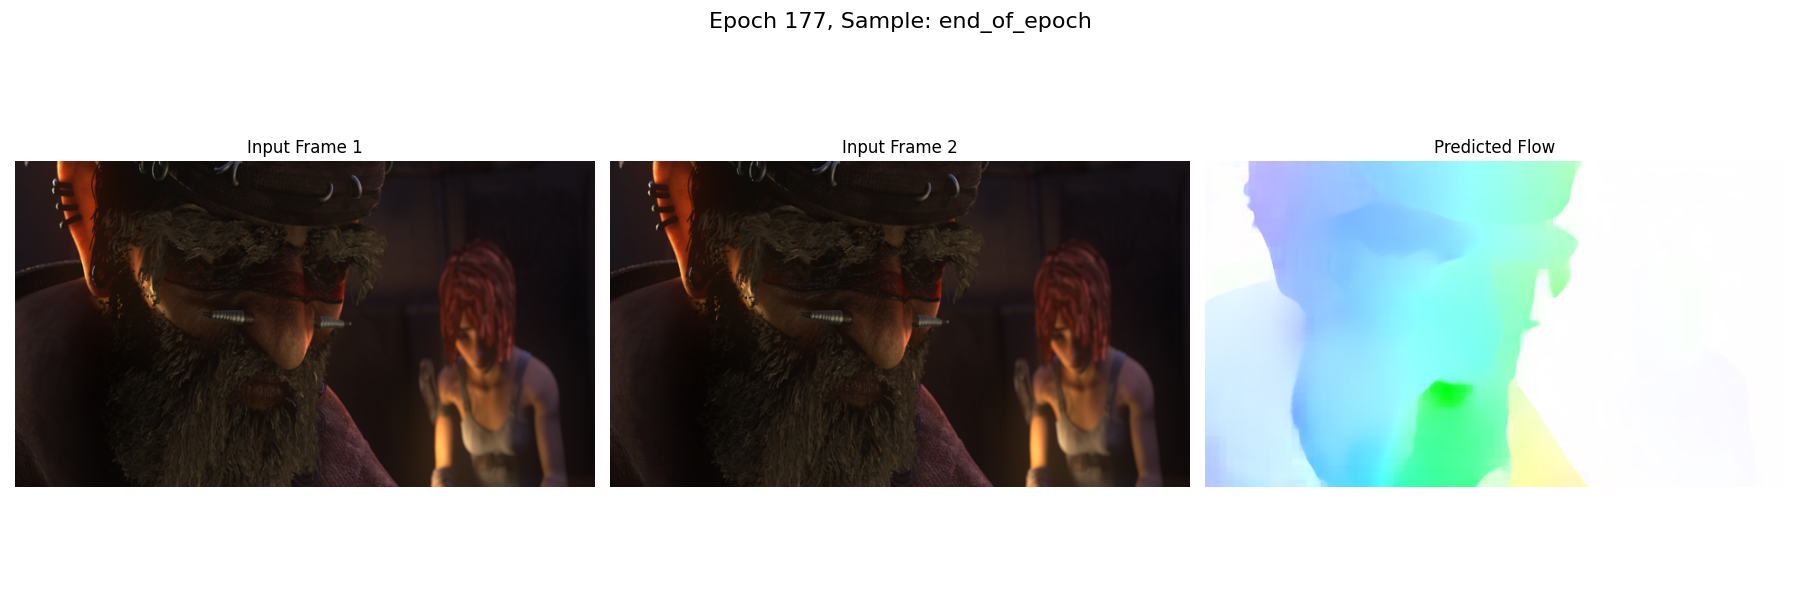 Epoch 177, Sample: end_of_epoch
Input Frame 1
Input Frame 2
Predicted Flow